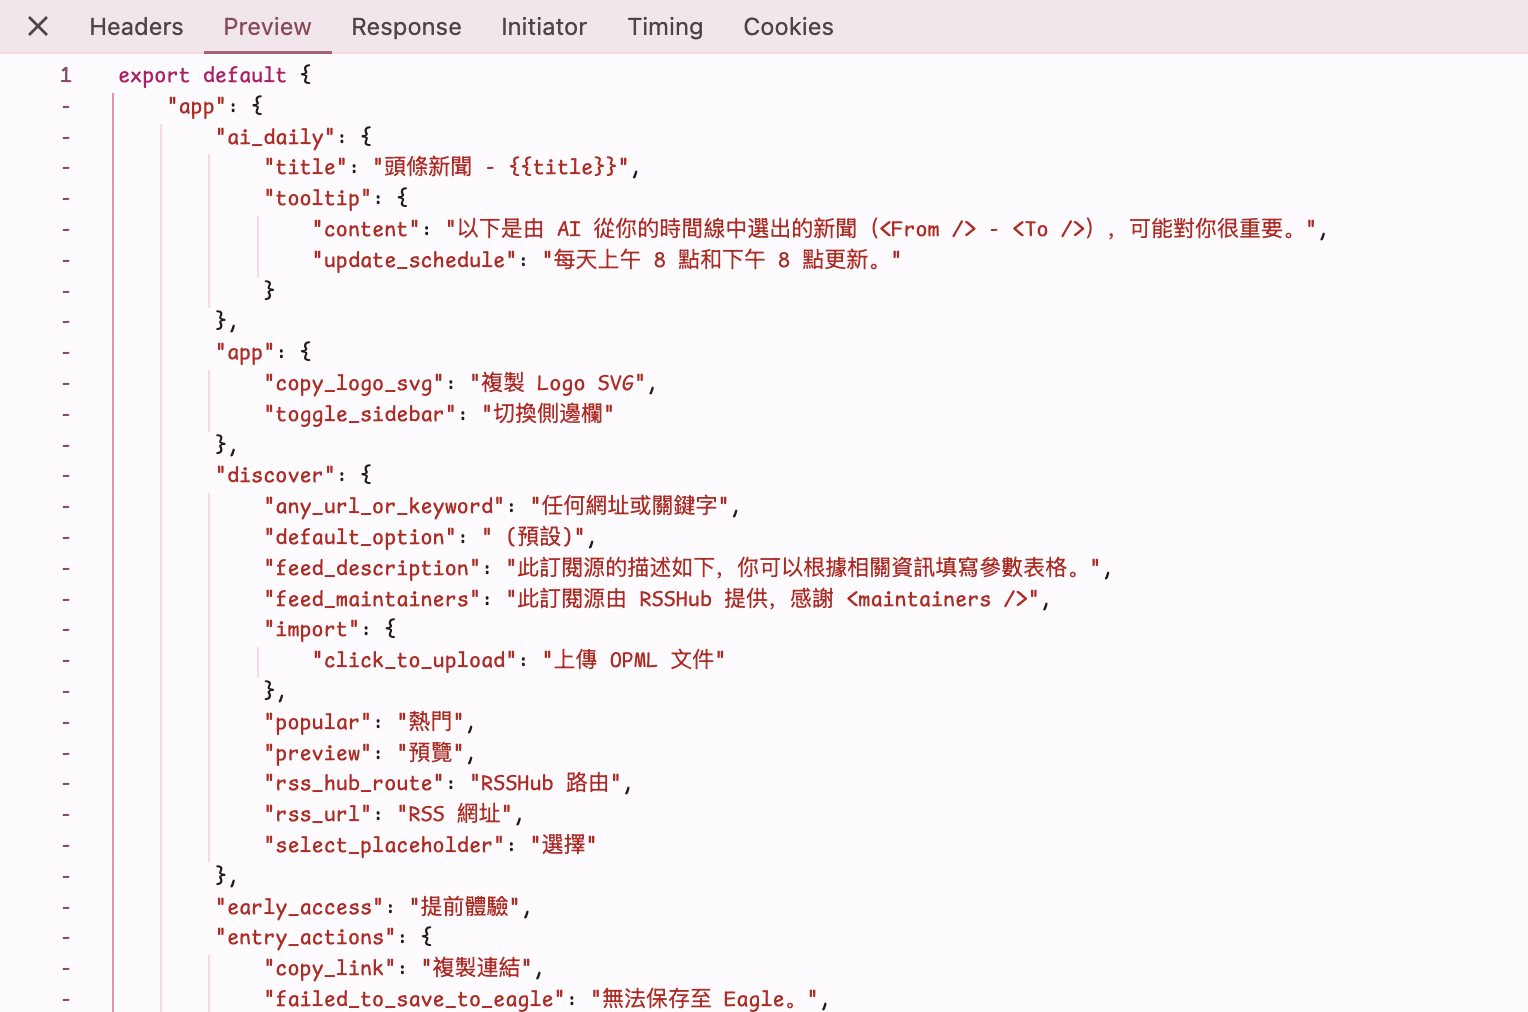 Headers Preview Response Initiator Timing Cookies
1 export default {
- "app": {
- "ai_daily": {
- "title": "頭條新聞 - {{title}}",
- "tooltip": {
- "content": "以下是由 AI 從你的時間線中選出的新聞（<From /> - <To />），可能對你很重要。",
- "update_schedule": "每天上午 8 點和下午 8 點更新。"
- }
- },
- "app": {
- "copy_logo_svg": "複製 Logo SVG",
- "toggle_sidebar": "切換側邊欄"
- },
- "discover": {
- "any_url_or_keyword": "任何網址或關鍵字",
- "default_option": " (預設)",
- "feed_description": "此訂閱源的描述如下，你可以根據相關資訊填寫參數表格。",
- "feed_maintainers": "此訂閱源由 RSSHub 提供，感謝 <maintainers />",
- "import": {
- "click_to_upload": "上傳 OPML 文件"
- },
- "popular": "熱門",
- "preview": "預覽",
- "rss_hub_route": "RSSHub 路由",
- "rss_url": "RSS 網址",
- "select_placeholder": "選擇"
- },
- "early_access": "提前體驗",
- "entry_actions": {
- "copy_link": "複製連結",
- "failed_to_save_to_eagle": "無法保存至 Eagle。",